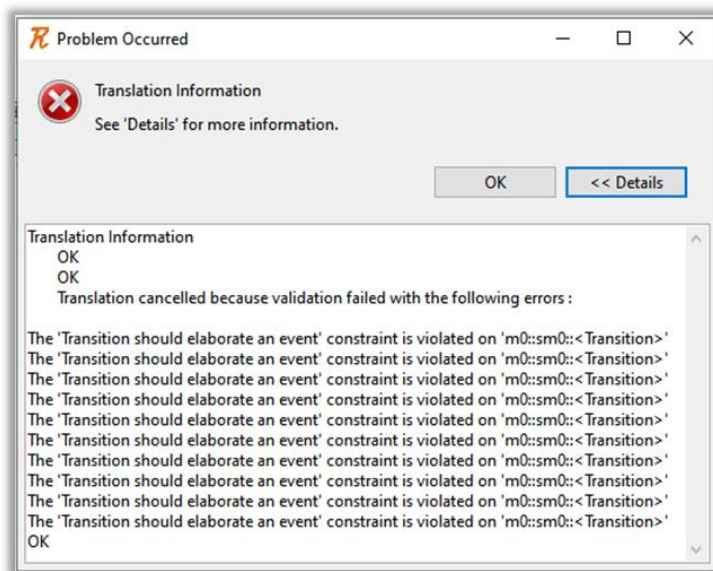 Problem Occurred
Translation Information
See 'Details' for more information.
OK
<< Details
Translation Information
OK
OK
Translation cancelled because validation failed with the following errors :
The 'Transition should elaborate an event' constraint is violated on 'm0::sm0::<Transition>'
The 'Transition should elaborate an event' constraint is violated on 'm0::sm0::<Transition>'
The 'Transition should elaborate an event' constraint is violated on 'm0::sm0::<Transition>'
The 'Transition should elaborate an event' constraint is violated on 'm0::sm0::<Transition>'
The 'Transition should elaborate an event' constraint is violated on 'm0::sm0::<Transition>'
The 'Transition should elaborate an event' constraint is violated on 'm0::sm0::<Transition>'
The 'Transition should elaborate an event' constraint is violated on 'm0::sm0::<Transition>'
The 'Transition should elaborate an event' constraint is violated on 'm0::sm0::<Transition>'
The 'Transition should elaborate an event' constraint is violated on 'm0::sm0::<Transition>'
The 'Transition should elaborate an event' constraint is violated on 'm0::sm0::<Transition>'
OK